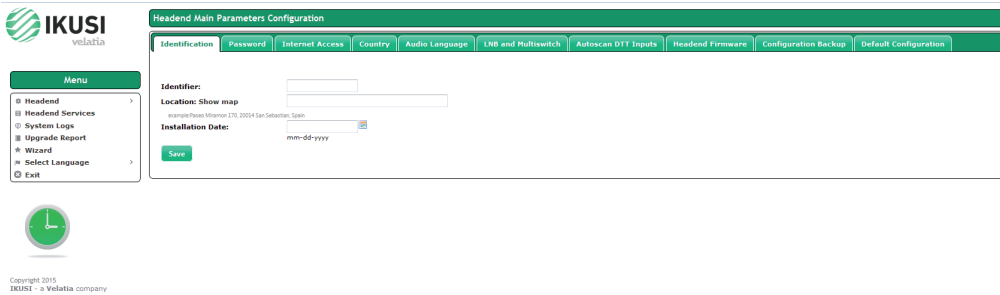 IKUSI
velatia
Headend Main Parameters Configuration
Identification Password Internet Access Country Audio Language LNB and Multiswitch Autoscan DTT Inputs Headend Firmware Configuration Backup Default Configuration
Menu
Headend
Headend Services
System Logs
Upgrade Report
Wizard
Select Language
Exit
Identifier:
Location: Show map
example:Paseo Miramon 170, 20014 San Sebastian, Spain
Installation Date:
mm-dd-yyyy
Save
Copyright 2015
IKUSI - a Velatia company